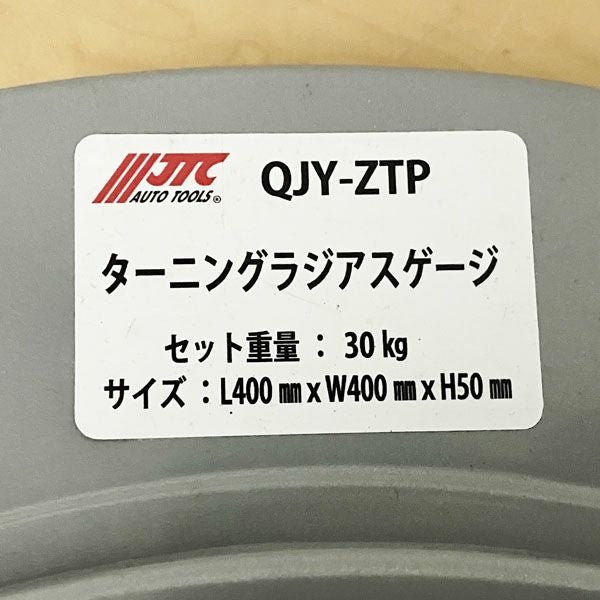 JTC QJY-ZTP
AUTO TOOLS®
ターニングラジアスゲージ
セット重量 : 30 kg
サイズ : L400 ㎜ x W400 ㎜ x H50 ㎜